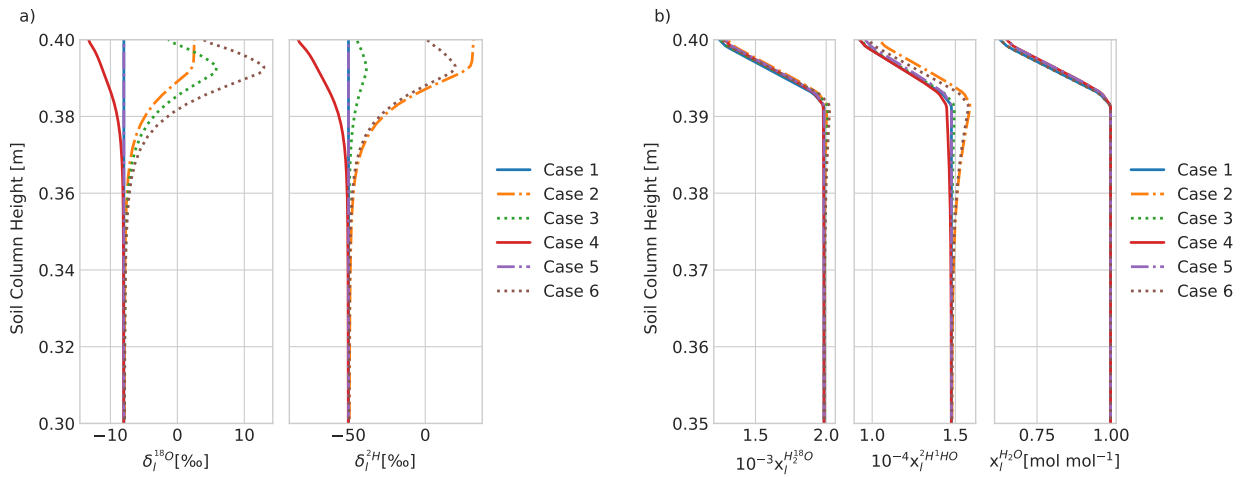 a)
0.40
0.38
0.36
0.34
0.32
0.30
Soil Column Height [m]
−10 0 10
δ_l^{18O}[‰]
−50 0
δ_l^{2H}[‰]
Case 1
Case 2
Case 3
Case 4
Case 5
Case 6
b)
0.40
0.39
0.38
0.37
0.36
0.35
Soil Column Height [m]
1.5 2.0
10^{−3}x_l^{H_2^{18}O}
1.0 1.5
10^{−4}x_l^{2H1HO}
0.75 1.00
x_l^{H_2O}[mol mol^{−1}]
Case 1
Case 2
Case 3
Case 4
Case 5
Case 6